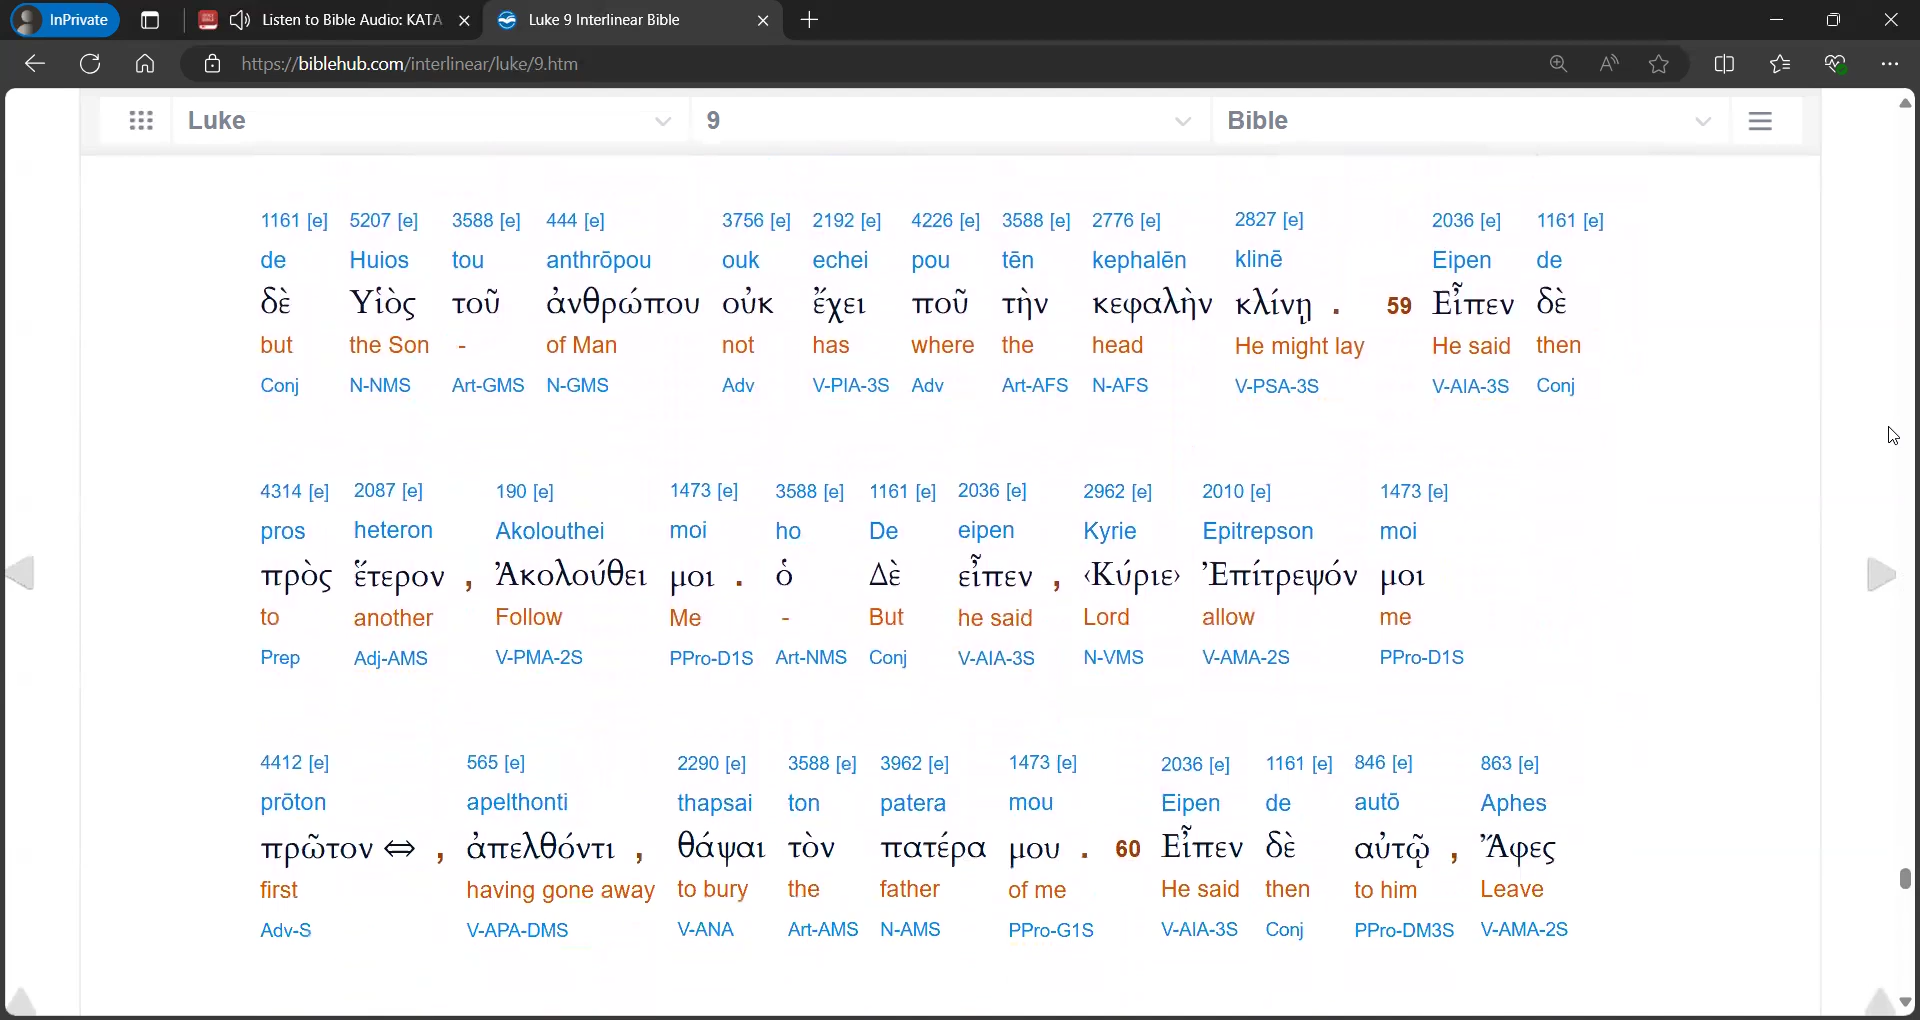 InPrivate
Listen to Bible Audio: KATA
Luke 9 Interlinear Bible
https://biblehub.com/interlinear/luke/9.htm
Luke 9 Bible
1161 [e] 5207 [e] 3588 [e] 444 [e] 3756 [e] 2192 [e] 4226 [e] 3588 [e] 2776 [e] 2827 [e] 2036 [e] 1161 [e]
de Huios tou anthrōpou ouk echei pou tēn kephalēn klinē Eipen de
δὲ Υἱὸς τοῦ ἀνθρώπου οὐκ ἔχει ποῦ τὴν κεφαλὴν κλίνῃ . 59 Εἶπεν δὲ
but the Son - of Man not has where the head He might lay He said then
Conj N-NMS Art-GMS N-GMS Adv V-PIA-3S Adv Art-AFS N-AFS V-PSA-3S V-AIA-3S Conj
4314 [e] 2087 [e] 190 [e] 1473 [e] 3588 [e] 1161 [e] 2036 [e] 2962 [e] 2010 [e] 1473 [e]
pros heteron Akolouthei moi ho De eipen Kyrie Epitrepson moi
πρὸς ἕτερον , Ἀκολούθει μοι . ὁ Δὲ εἶπεν , ‹Κύριε› Ἐπίτρεψόν μοι
to another Follow Me - But he said Lord allow me
Prep Adj-AMS V-PMA-2S PPro-D1S Art-NMS Conj V-AIA-3S N-VMS V-AMA-2S PPro-D1S
4412 [e] 565 [e] 2290 [e] 3588 [e] 3962 [e] 1473 [e] 2036 [e] 1161 [e] 846 [e] 863 [e]
prōton apelthonti thapsai ton patera mou Eipen de autō Aphes
πρῶτον ⇔ , ἀπελθόντι , θάψαι τὸν πατέρα μου . 60 Εἶπεν δὲ αὐτῷ , Ἄφες
first having gone away to bury the father of me He said then to him Leave
Adv-S V-APA-DMS V-ANA Art-AMS N-AMS PPro-G1S V-AIA-3S Conj PPro-DM3S V-AMA-2S